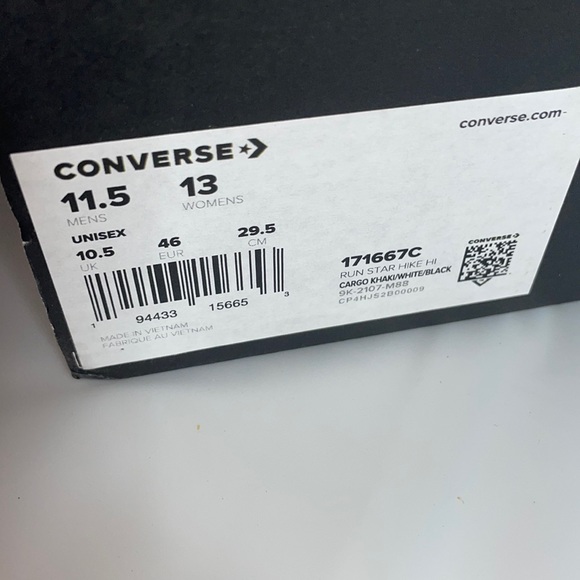 converse.com
CONVERSE
11.5 13
MENS WOMENS
UNISEX
10.5 46 29.5
UK EUR CM
1 94433 15665 3
MADE IN VIETNAM
FABRIQUE AU VIETNAM
171667C
RUN STAR HIKE HI
CARGO KHAKI/WHITE/BLACK
9K-2107-M88
CP4HJS2B00009
CONVERSE